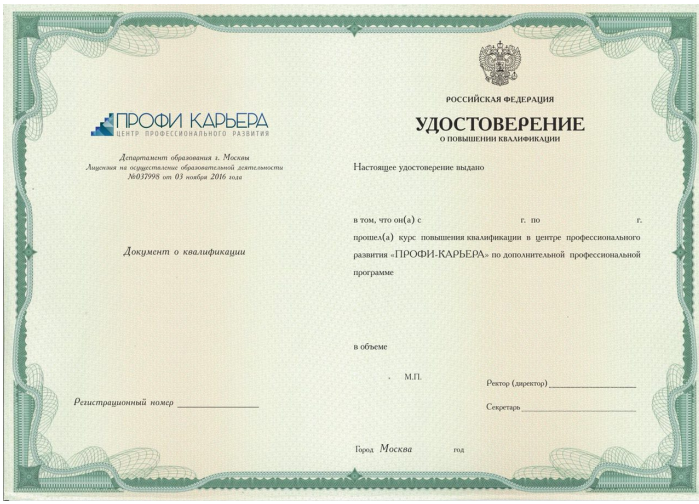 ПРОФИ КАРЬЕРА
ЦЕНТР ПРОФЕССИОНАЛЬНОГО РАЗВИТИЯ
Департамент образования г. Москвы
Лицензия на осуществление образовательной деятельности
№037998 от 03 ноября 2016 года
Документ о квалификации
Регистрационный номер
РОССИЙСКАЯ ФЕДЕРАЦИЯ
УДОСТОВЕРЕНИЕ
О ПОВЫШЕНИИ КВАЛИФИКАЦИИ
Настоящее удостоверение выдано
в том, что он(а) с г. по г.
прошел(а) курс повышения квалификации в центре профессионального
развития «ПРОФИ-КАРЬЕРА» по дополнительной профессиональной
программе
в объеме
М.П.
Ректор (директор)
Секретарь
Город Москва год